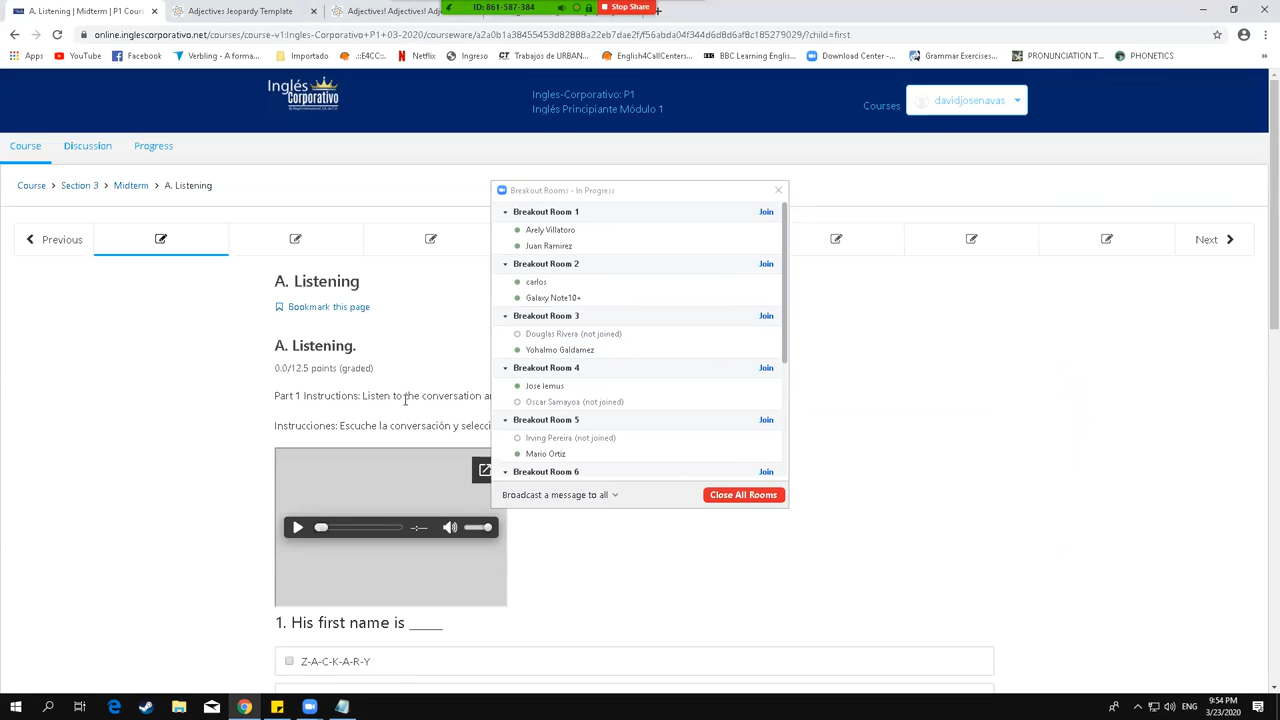 A. Listening | Midterm | P1 Cours
Adjectives Jeopardy Template
Adjectives! Adjectives! Adj
ID: 861-587-384
Stop Share
online.inglescorporativo.net/courses/course-v1:Ingles-Corporativo+P1+03-2020/courseware/a2a0b1a38455453d82888a22eb7dae2f/f56abda04f344d6d8d6af8c185279029/?child=first
Apps
YouTube
Facebook
Verbling - A forma...
Importado
.::E4CC::.
Netflix
Ingreso
Trabajos de URBAN...
English4CallCenters...
BBC Learning Englis...
Download Center -...
Grammar Exercises...
PRONUNCIATION T...
PHONETICS
Inglés
Corporativo
Ingles-Corporativo: P1
Inglés Principiante Módulo 1
Courses
davidjosenavas
Course
Discussion
Progress
Course > Section 3 > Midterm > A. Listening
Previous
Next
A. Listening
Bookmark this page
A. Listening.
0.0/12.5 points (graded)
Part 1 Instructions: Listen to the conversation an
Instrucciones: Escuche la conversación y selecci
1. His first name is _____
Z-A-C-K-A-R-Y
Breakout Rooms - In Progress
Breakout Room 1 Join
Arely Villatoro
Juan Ramirez
Breakout Room 2 Join
carlos
Galaxy Note10+
Breakout Room 3 Join
Douglas Rivera (not joined)
Yohalmo Galdamez
Breakout Room 4 Join
Jose lemus
Oscar Samayoa (not joined)
Breakout Room 5 Join
Irving Pereira (not joined)
Mario Ortiz
Breakout Room 6 Join
Broadcast a message to all
Close All Rooms
ENG
9:54 PM
3/23/2020